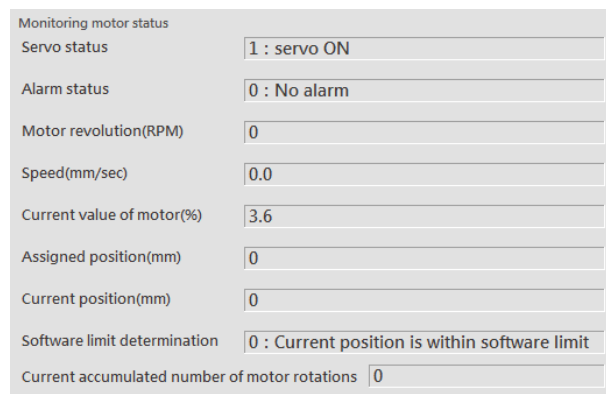 Monitoring motor status
Servo status 1 : servo ON
Alarm status 0 : No alarm
Motor revolution(RPM) 0
Speed(mm/sec) 0.0
Current value of motor(%) 3.6
Assigned position(mm) 0
Current position(mm) 0
Software limit determination 0 : Current position is within software limit
Current accumulated number of motor rotations 0